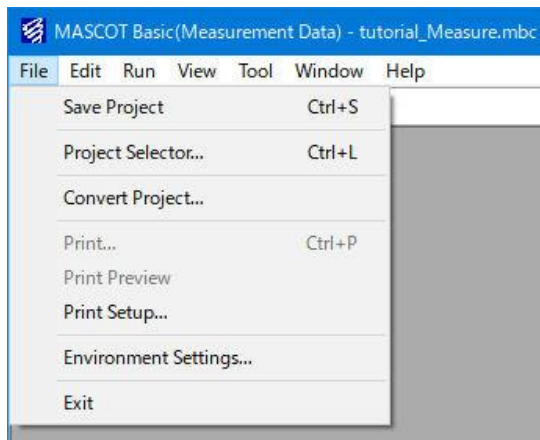 MASCOT Basic(Measurement Data) - tutorial_Measure.mbc
File Edit Run View Tool Window Help
Save Project Ctrl+S
Project Selector... Ctrl+L
Convert Project...
Print... Ctrl+P
Print Preview
Print Setup...
Environment Settings...
Exit